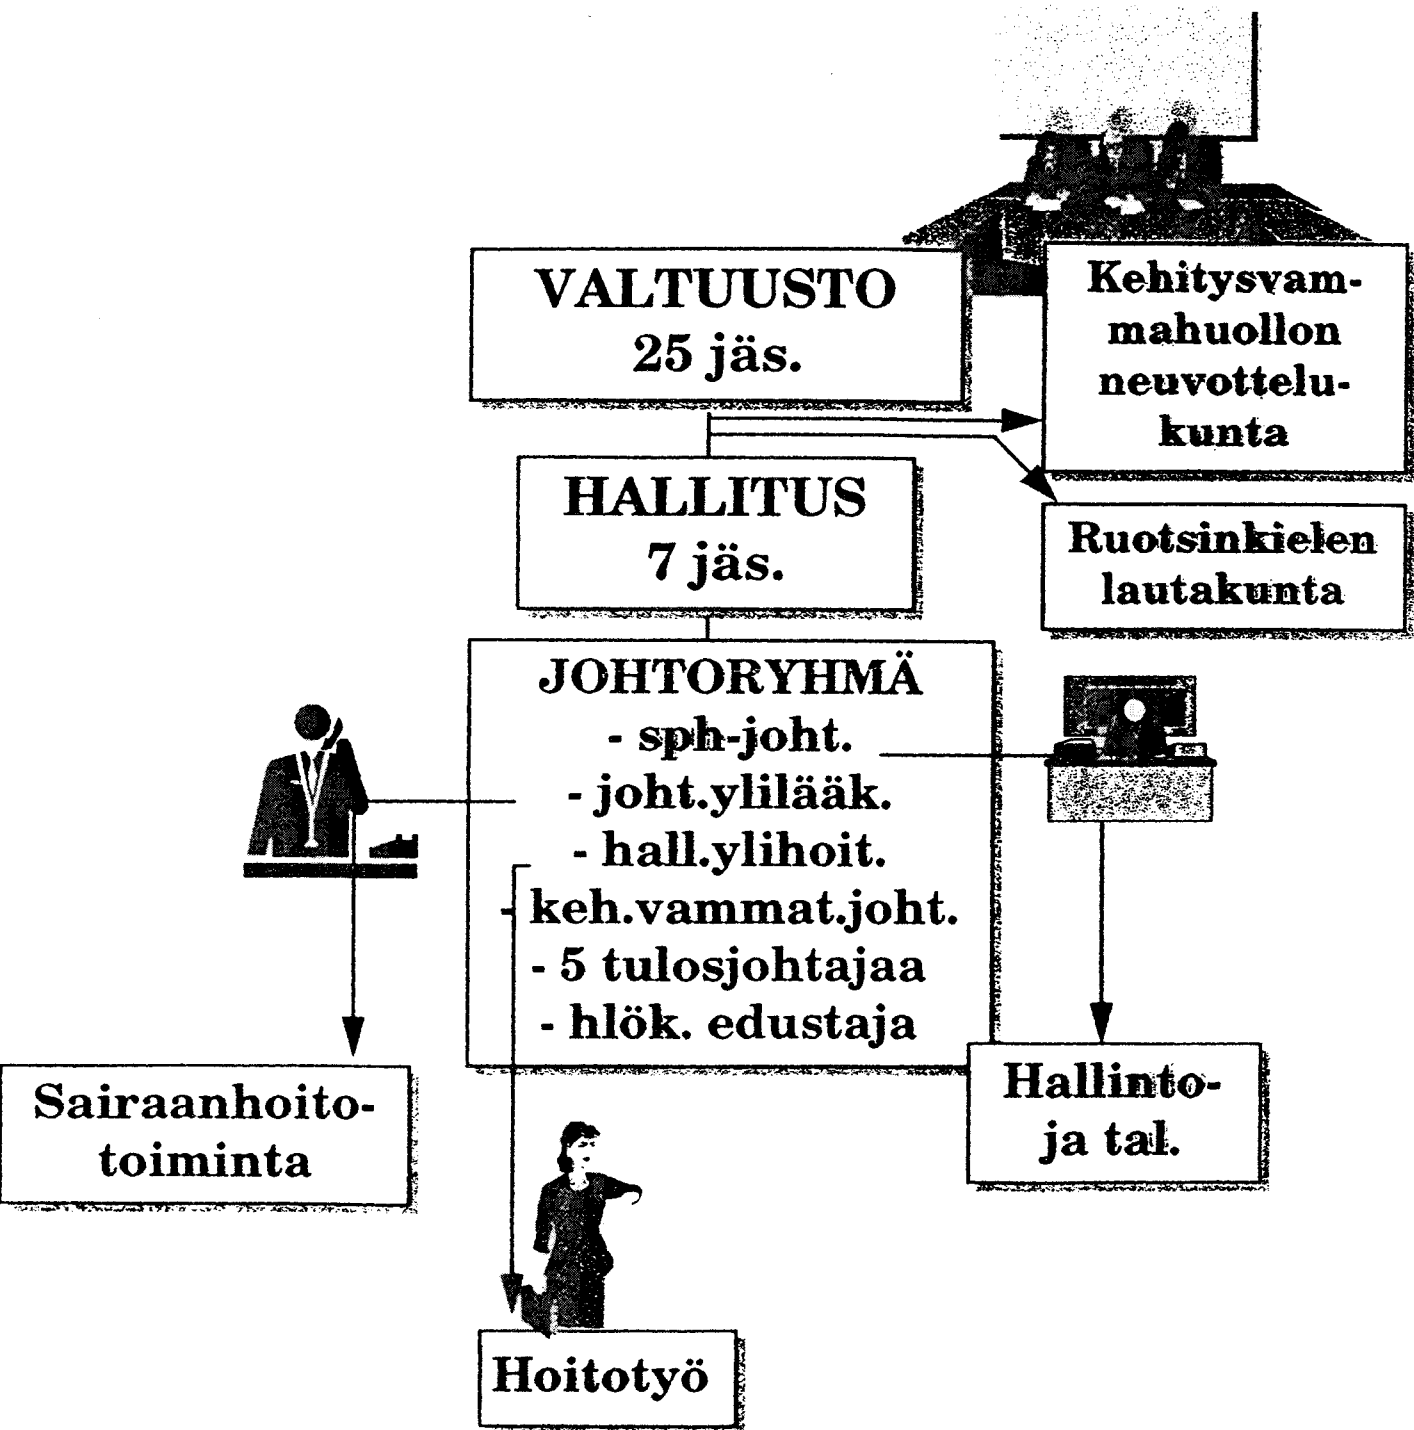 VALTUUSTO
25 jäs.
Kehitysvam-
mahuollon
neuvottelu-
kunta
HALLITUS
7 jäs.
Ruotsinkielen
lautakunta
JOHTORYHMÄ
- sph-joht.
- joht.ylilääk.
- hall.ylihoit.
- keh.vammat.joht.
- 5 tulosjohtajaa
- hlök. edustaja
Sairaanhoito-
toiminta
Hallinto-
ja tal.
Hoitotyö